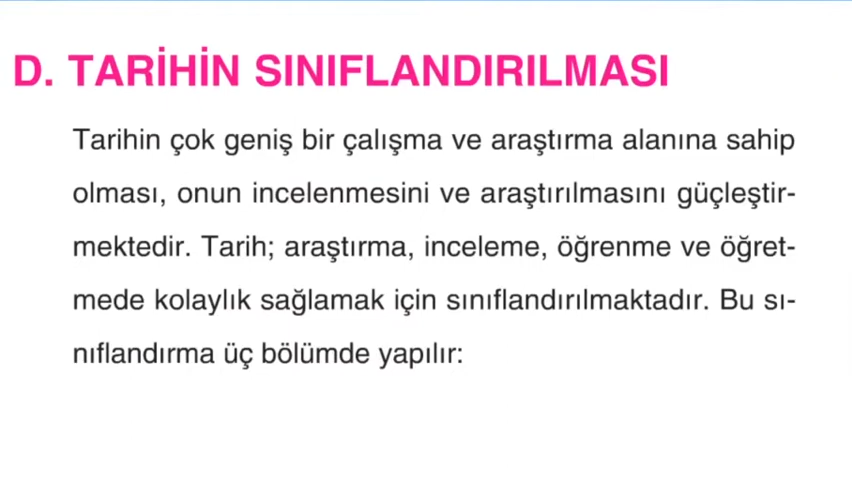 D. TARİHİN SINIFLANDIRILMASI
Tarihin çok geniş bir çalışma ve araştırma alanına sahip
olması, onun incelenmesini ve araştırılmasını güçleştir-
mektedir. Tarih; araştırma, inceleme, öğrenme ve öğret-
mede kolaylık sağlamak için sınıflandırılmaktadır. Bu sı-
nıflandırma üç bölümde yapılır: